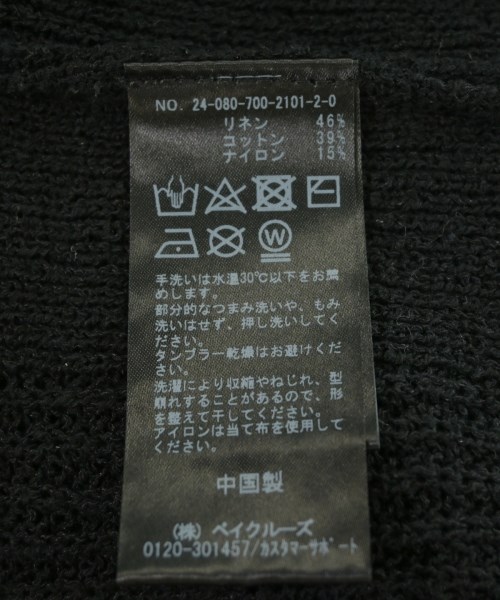 NO. 24-080-700-2101-2-0
リネン 46%
コットン 39%
ナイロン 15%
W
手洗いは水温30℃以下をお薦
めします。
部分的なつまみ洗いや、もみ
洗いはせず、押し洗いしてく
ださい。
タンブラー乾燥はお避けくだ
さい。
洗濯により収縮やねじれ、型
崩れすることがあるので、形
を整えて干してください。
アイロンは当て布を使用して
ください。
中国製
(株) ベイクルーズ
0120-301457/カスタマーサポート